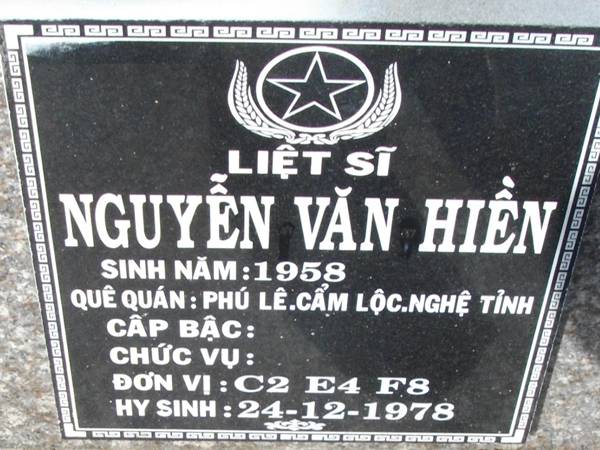 LIỆT SĨ
NGUYỄN VĂN HIỀN
SINH NĂM : 1958
QUÊ QUÁN : PHÚ LÊ.CẨM LỘC.NGHỆ TỈNH
CẤP BẬC :
CHỨC VỤ :
ĐƠN VỊ : C2 E4 F8
HY SINH : 24-12-1978